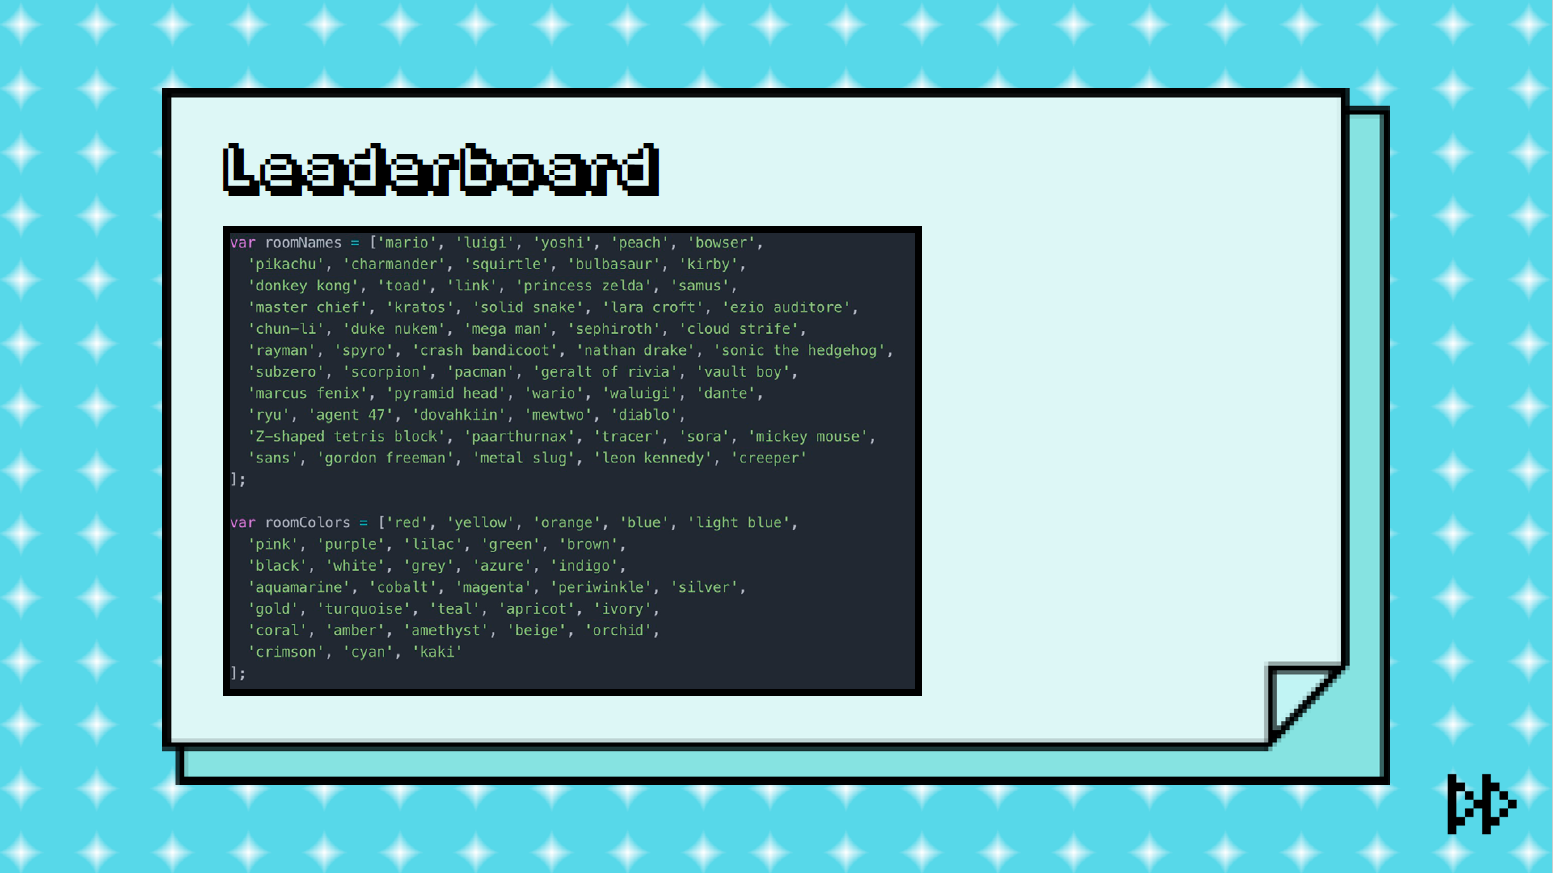 Leaderboard
var roomNames = ['mario', 'luigi', 'yoshi', 'peach', 'bowser',
'pikachu', 'charmander', 'squirtle', 'bulbasaur', 'kirby',
'donkey kong', 'toad', 'link', 'princess zelda', 'samus',
'master chief', 'kratos', 'solid snake', 'lara croft', 'ezio auditore',
'chun-li', 'duke nukem', 'mega man', 'sephiroth', 'cloud strife',
'rayman', 'spyro', 'crash bandicoot', 'nathan drake', 'sonic the hedgehog',
'subzero', 'scorpion', 'pacman', 'geralt of rivia', 'vault boy',
'marcus fenix', 'pyramid head', 'wario', 'waluigi', 'dante',
'ryu', 'agent 47', 'dovahkiin', 'mewtwo', 'diablo',
'Z-shaped tetris block', 'paarthurnax', 'tracer', 'sora', 'mickey mouse',
'sans', 'gordon freeman', 'metal slug', 'leon kennedy', 'creeper'
];
var roomColors = ['red', 'yellow', 'orange', 'blue', 'light blue',
'pink', 'purple', 'lilac', 'green', 'brown',
'black', 'white', 'grey', 'azure', 'indigo',
'aquamarine', 'cobalt', 'magenta', 'periwinkle', 'silver',
'gold', 'turquoise', 'teal', 'apricot', 'ivory',
'coral', 'amber', 'amethyst', 'beige', 'orchid',
'crimson', 'cyan', 'kaki'
];